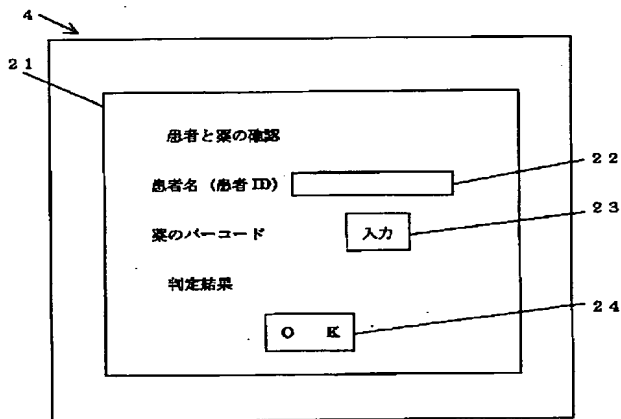 4
21
患者と薬の確認
患者名（患者ID）
22
薬のバーコード
入力
23
判定結果
O K
24